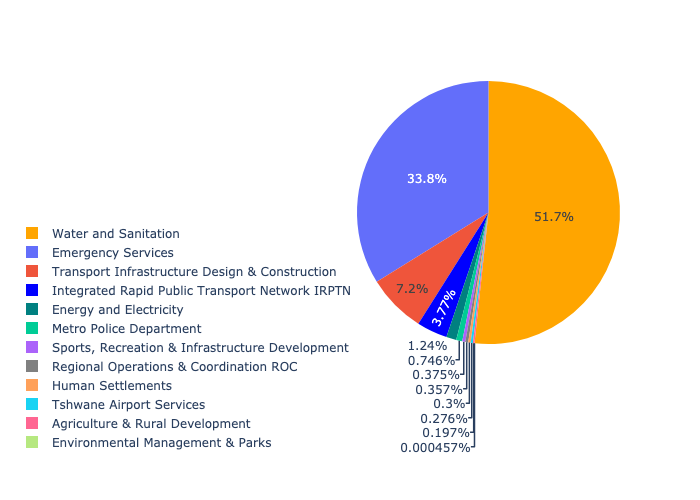 33.8%
51.7%
7.2%
3.77%
1.24%
0.746%
0.375%
0.357%
0.3%
0.276%
0.197%
0.000457%
Water and Sanitation
Emergency Services
Transport Infrastructure Design & Construction
Integrated Rapid Public Transport Network IRPTN
Energy and Electricity
Metro Police Department
Sports, Recreation & Infrastructure Development
Regional Operations & Coordination ROC
Human Settlements
Tshwane Airport Services
Agriculture & Rural Development
Environmental Management & Parks